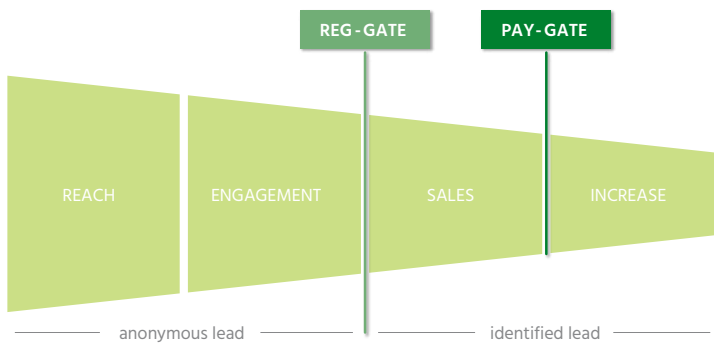 REG-GATE
PAY-GATE
REACH
ENGAGEMENT
SALES
INCREASE
anonymous lead
identified lead